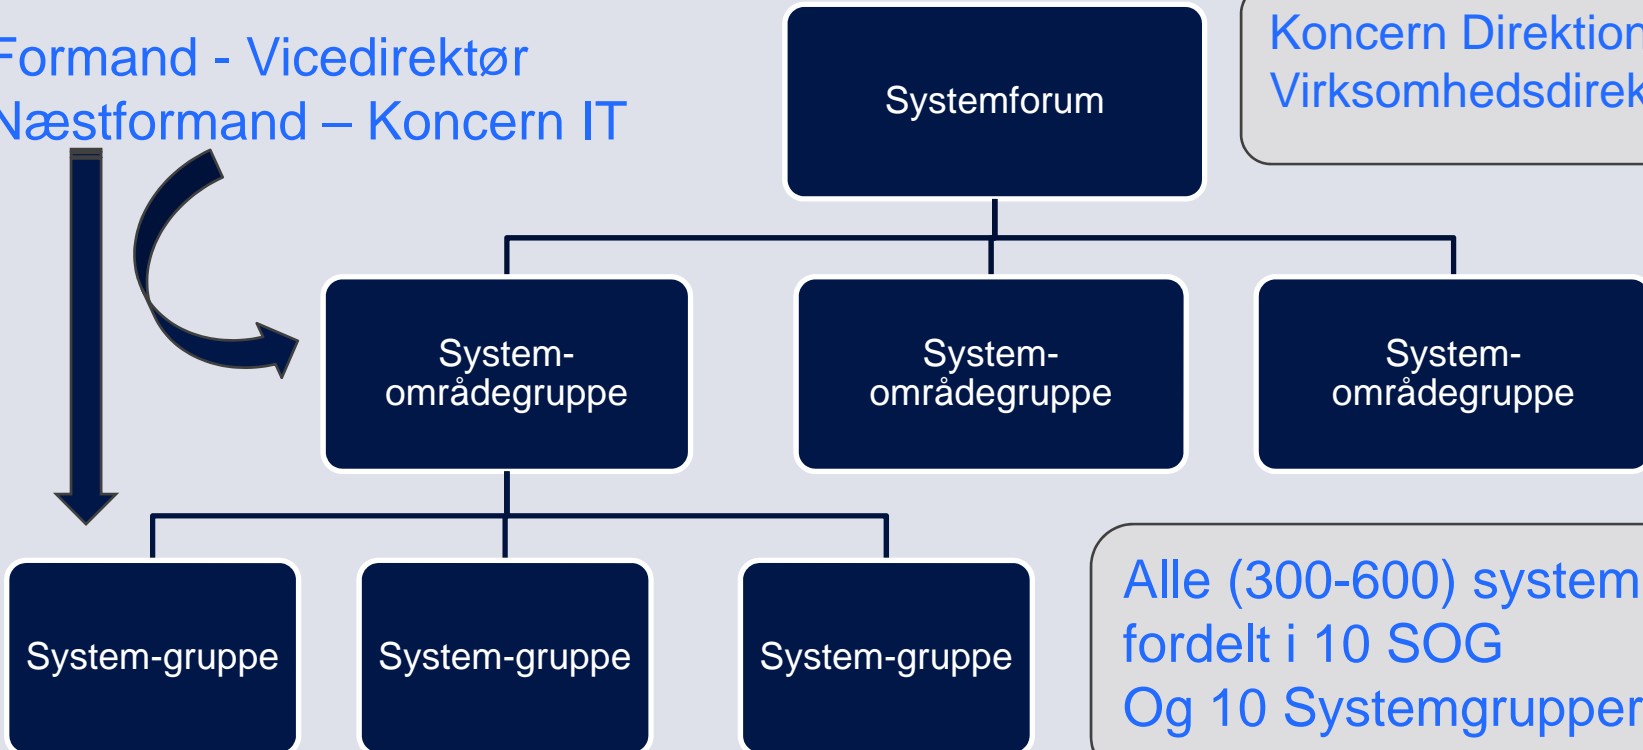 Formand - Vicedirektør
Næstformand – Koncern IT
Systemforum
Koncern Direktion
System-
områdegruppe
System-
områdegruppe
System-
områdegruppe
System-gruppe
System-gruppe
System-gruppe
Alle (300-600) system
fordelt i 10 SOG
Og 10 Systemgrupper